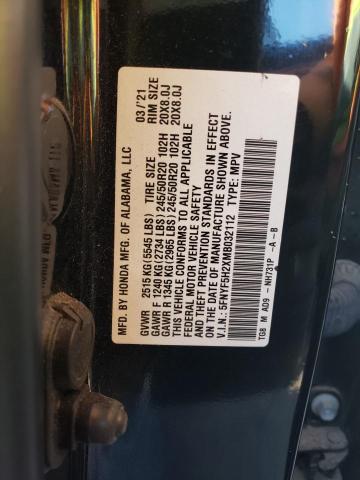 MFD. BY HONDA MFG. OF ALABAMA, LLC 03/'21
GVWR 2515 KG (5545 LBS) TIRE SIZE RIM SIZE
GAWR F 1240 KG (2734 LBS) 245/50R20 102H 20X8.0J
GAWR R 1345 KG (2965 LBS) 245/50R20 102H 20X8.0J
THIS VEHICLE CONFORMS TO ALL APPLICABLE
FEDERAL MOTOR VEHICLE SAFETY
AND THEFT PREVENTION STANDARDS IN EFFECT
ON THE DATE OF MANUFACTURE SHOWN ABOVE.
V.I.N.: 5FNYF5H2XMB032112 TYPE: MPV
TG8 M AD9 -NH731P -A -B